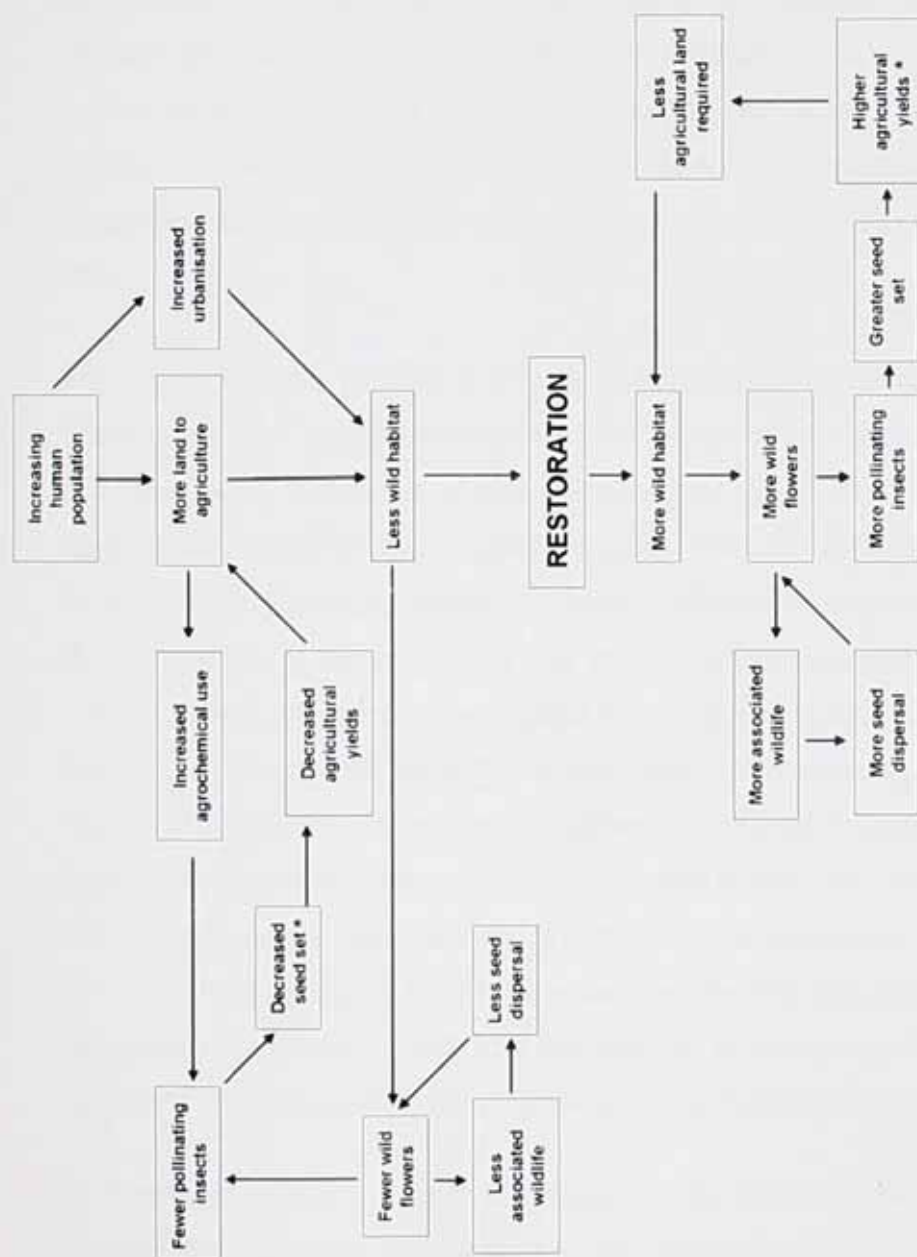 Increasing
human
population
Fewer pollinating
insects
Increased
agrochemical use
More land to
agriculture
Increased
urbanisation
Decreased
seed set *
Decreased
agricultural
yields
Fewer wild
flowers
Less wild habitat
Less
associated
wildlife
Less seed
dispersal
RESTORATION
More wild habitat
Less
agricultural land
required
More associated
wildlife
More wild
flowers
More seed
dispersal
More pollinating
insects
Greater seed
set
Higher
agricultural
yields *